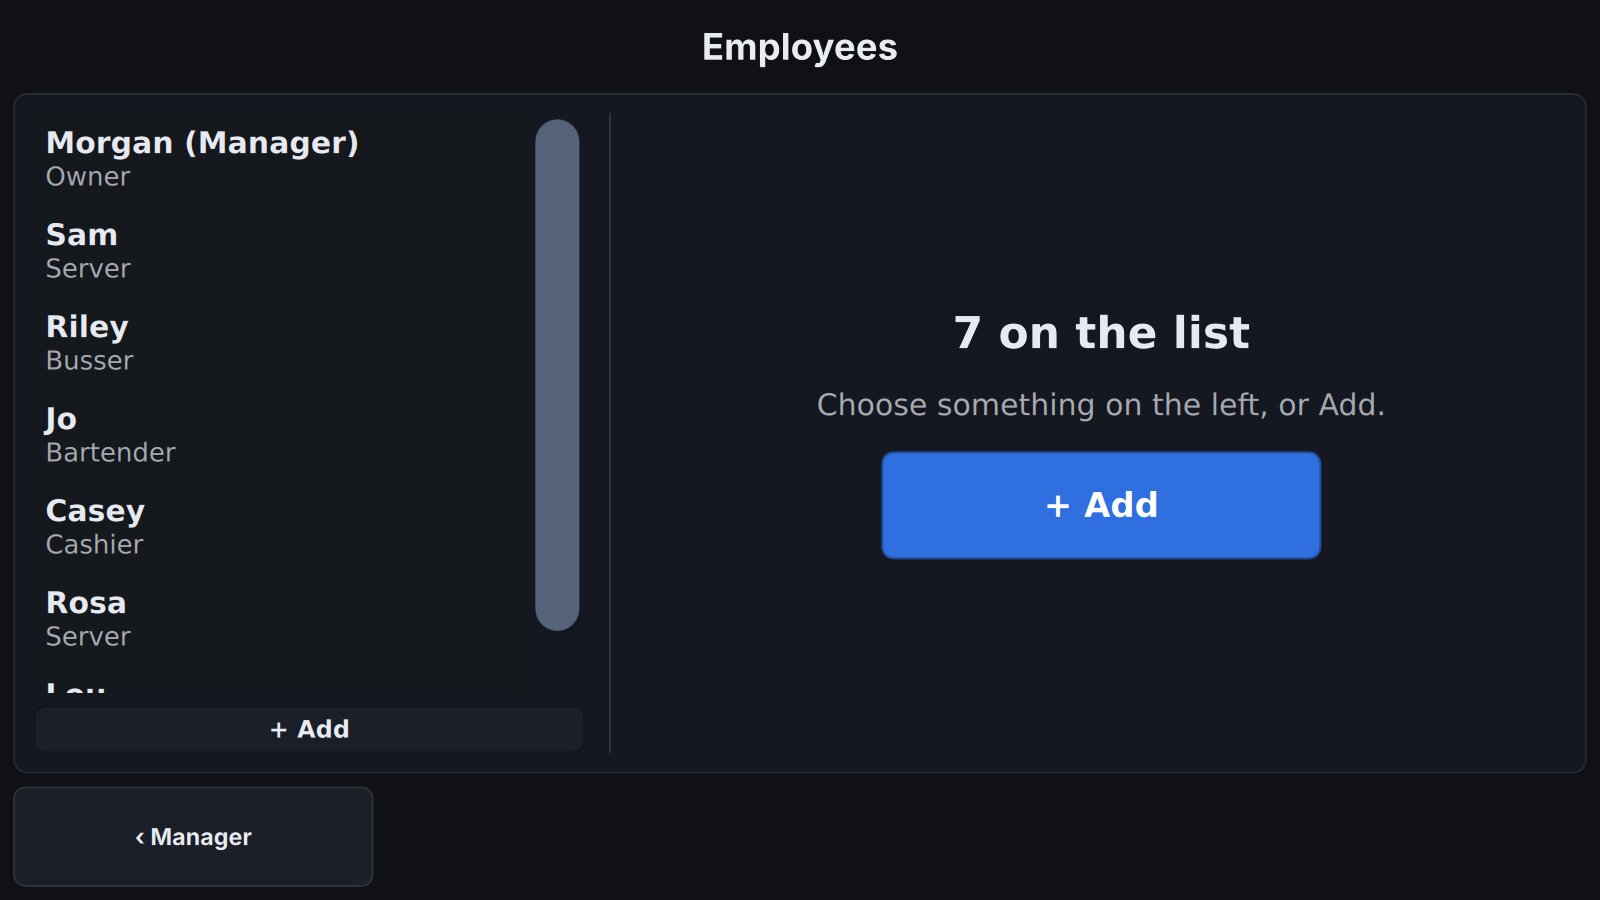 Employees
Morgan (Manager)
Owner
Sam
Server
Riley
Busser
Jo
Bartender
Casey
Cashier
Rosa
Server
+ Add
7 on the list
Choose something on the left, or Add.
+ Add
‹ Manager